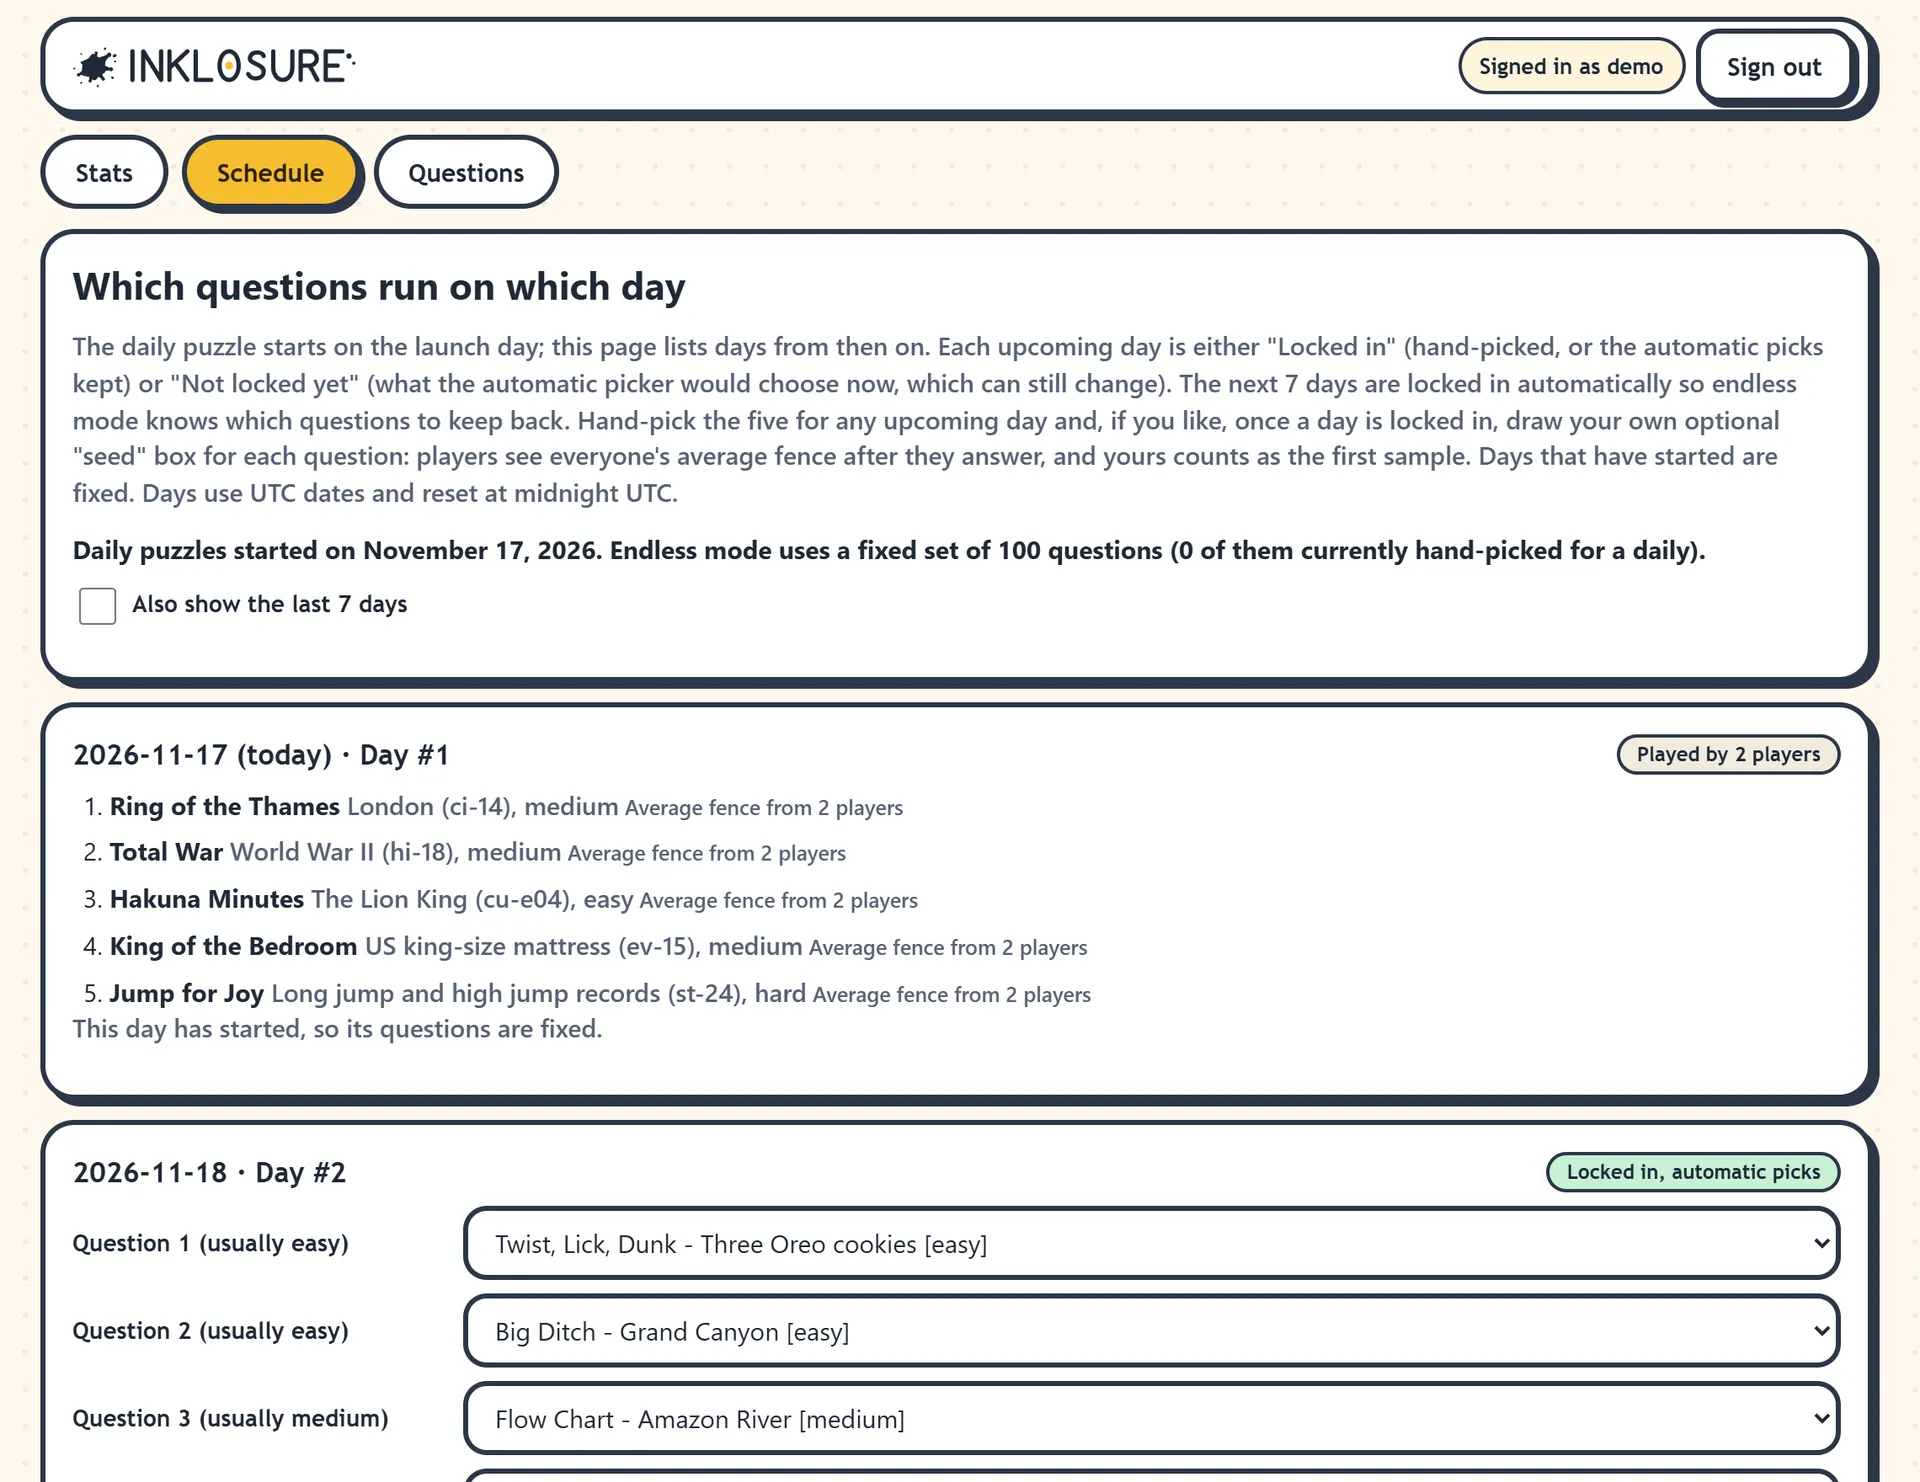 INKLOSURE
Signed in as demo
Sign out
Stats
Schedule
Questions
Which questions run on which day
The daily puzzle starts on the launch day; this page lists days from then on. Each upcoming day is either "Locked in" (hand-picked, or the automatic picks
kept) or "Not locked yet" (what the automatic picker would choose now, which can still change). The next 7 days are locked in automatically so endless
mode knows which questions to keep back. Hand-pick the five for any upcoming day and, if you like, once a day is locked in, draw your own optional
"seed" box for each question: players see everyone's average fence after they answer, and yours counts as the first sample. Days that have started are
fixed. Days use UTC dates and reset at midnight UTC.
Daily puzzles started on November 17, 2026. Endless mode uses a fixed set of 100 questions (0 of them currently hand-picked for a daily).
Also show the last 7 days
2026-11-17 (today) · Day #1
Played by 2 players
1. Ring of the Thames London (ci-14), medium Average fence from 2 players
2. Total War World War II (hi-18), medium Average fence from 2 players
3. Hakuna Minutes The Lion King (cu-e04), easy Average fence from 2 players
4. King of the Bedroom US king-size mattress (ev-15), medium Average fence from 2 players
5. Jump for Joy Long jump and high jump records (st-24), hard Average fence from 2 players
This day has started, so its questions are fixed.
2026-11-18 · Day #2
Locked in, automatic picks
Question 1 (usually easy)
Twist, Lick, Dunk - Three Oreo cookies [easy]
Question 2 (usually easy)
Big Ditch - Grand Canyon [easy]
Question 3 (usually medium)
Flow Chart - Amazon River [medium]